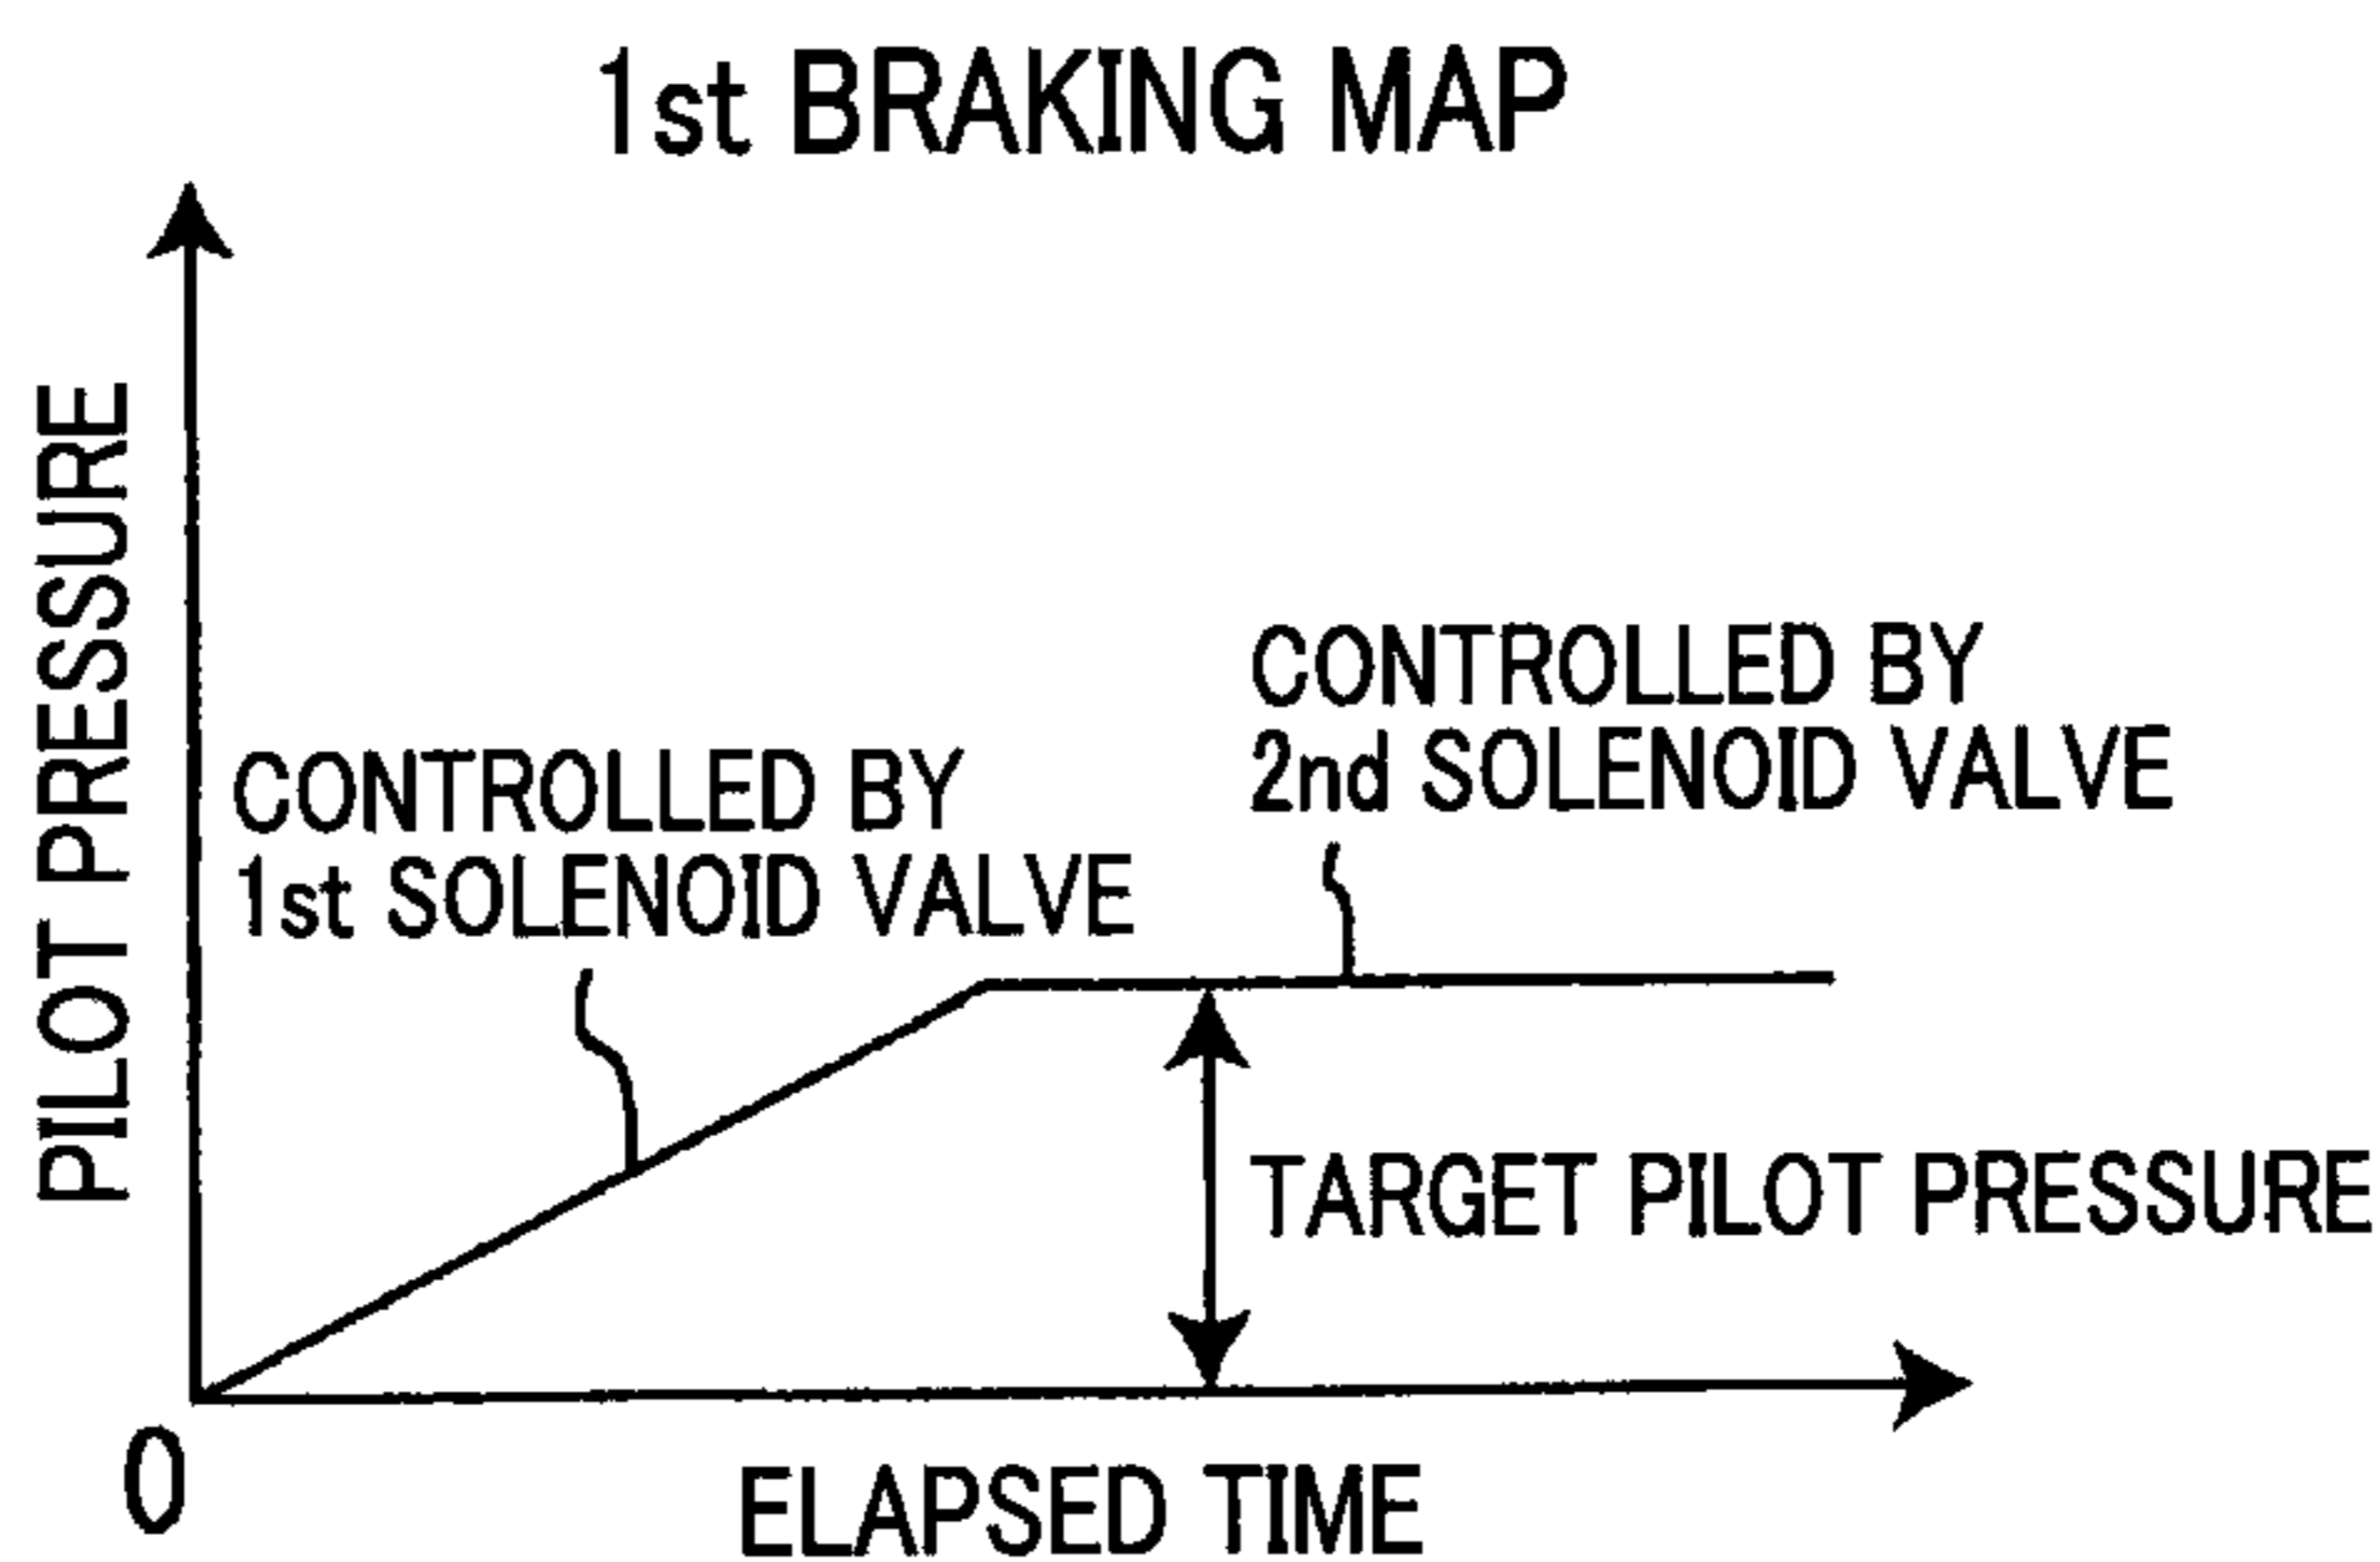 1st BRAKING MAP
PILOT PRESSURE
CONTROLLED BY
2nd SOLENOID VALVE
CONTROLLED BY
1st SOLENOID VALVE
TARGET PILOT PRESSURE
0
ELAPSED TIME